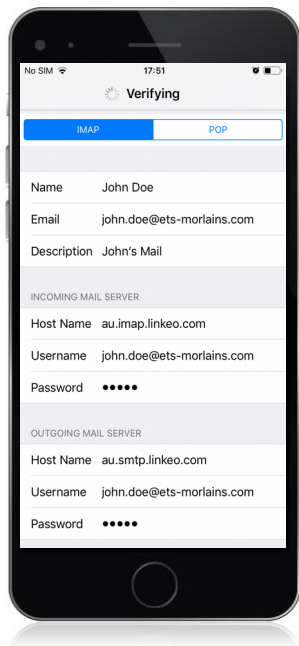 No SIM 17:51
Verifying
IMAP POP
Name John Doe
Email john.doe@ets-morlains.com
Description John's Mail
INCOMING MAIL SERVER
Host Name au.imap.linkeo.com
Username john.doe@ets-morlains.com
Password •••••
OUTGOING MAIL SERVER
Host Name au.smtp.linkeo.com
Username john.doe@ets-morlains.com
Password •••••